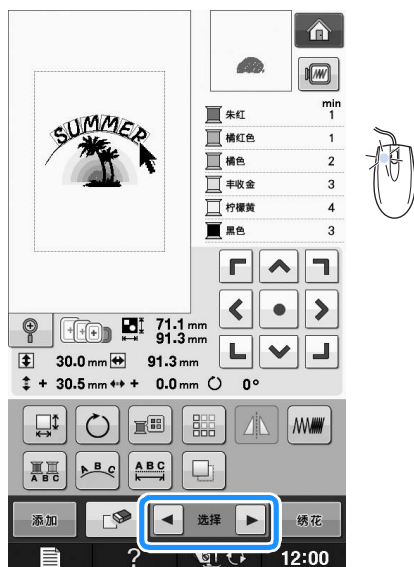 SUMMER
min
朱红 1
橘红色 1
橘色 2
丰收金 3
柠檬黄 4
黑色 3
71.1 mm
91.3 mm
30.0 mm 91.3 mm
+ 30.5 mm + 0.0 mm 0°
A B C
A B C
A B C
添加 选择 绣花
? 12:00